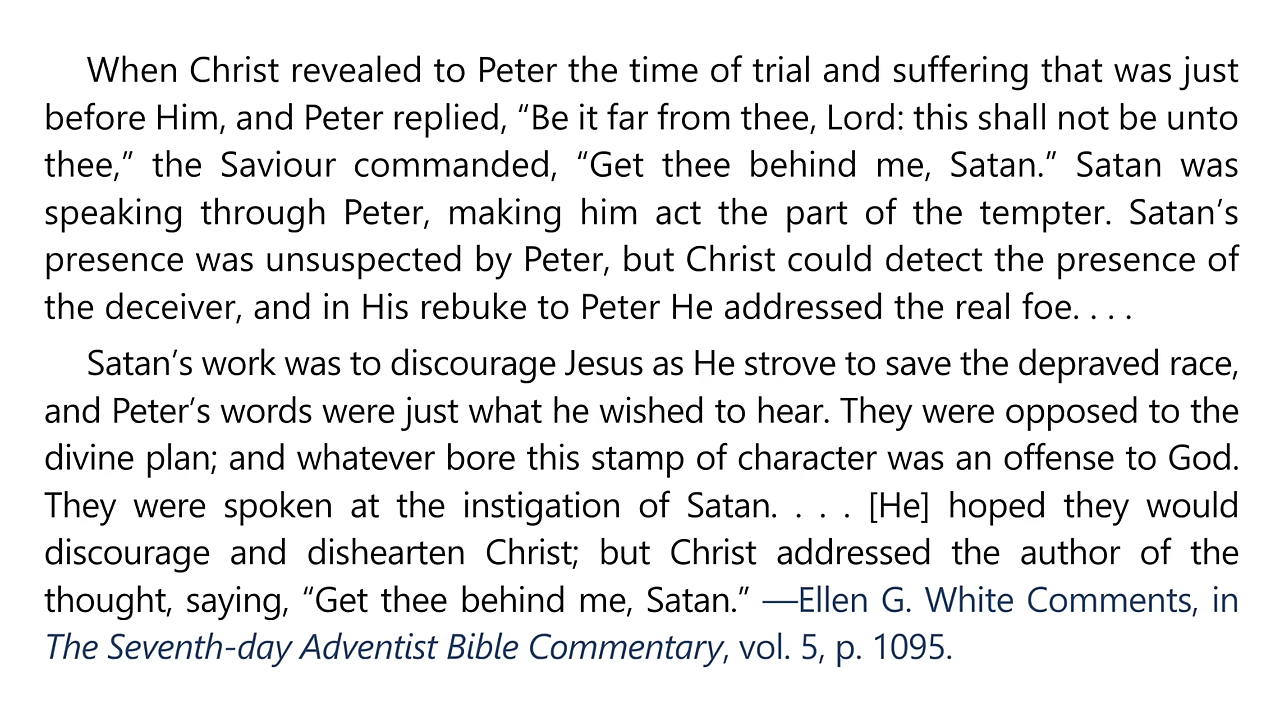 When Christ revealed to Peter the time of trial and suffering that was just
before Him, and Peter replied, “Be it far from thee, Lord: this shall not be unto
thee,” the Saviour commanded, “Get thee behind me, Satan.” Satan was
speaking through Peter, making him act the part of the tempter. Satan’s
presence was unsuspected by Peter, but Christ could detect the presence of
the deceiver, and in His rebuke to Peter He addressed the real foe. . . .
Satan’s work was to discourage Jesus as He strove to save the depraved race,
and Peter’s words were just what he wished to hear. They were opposed to the
divine plan; and whatever bore this stamp of character was an offense to God.
They were spoken at the instigation of Satan. . . . [He] hoped they would
discourage and dishearten Christ; but Christ addressed the author of the
thought, saying, “Get thee behind me, Satan.” —Ellen G. White Comments, in
The Seventh-day Adventist Bible Commentary, vol. 5, p. 1095.